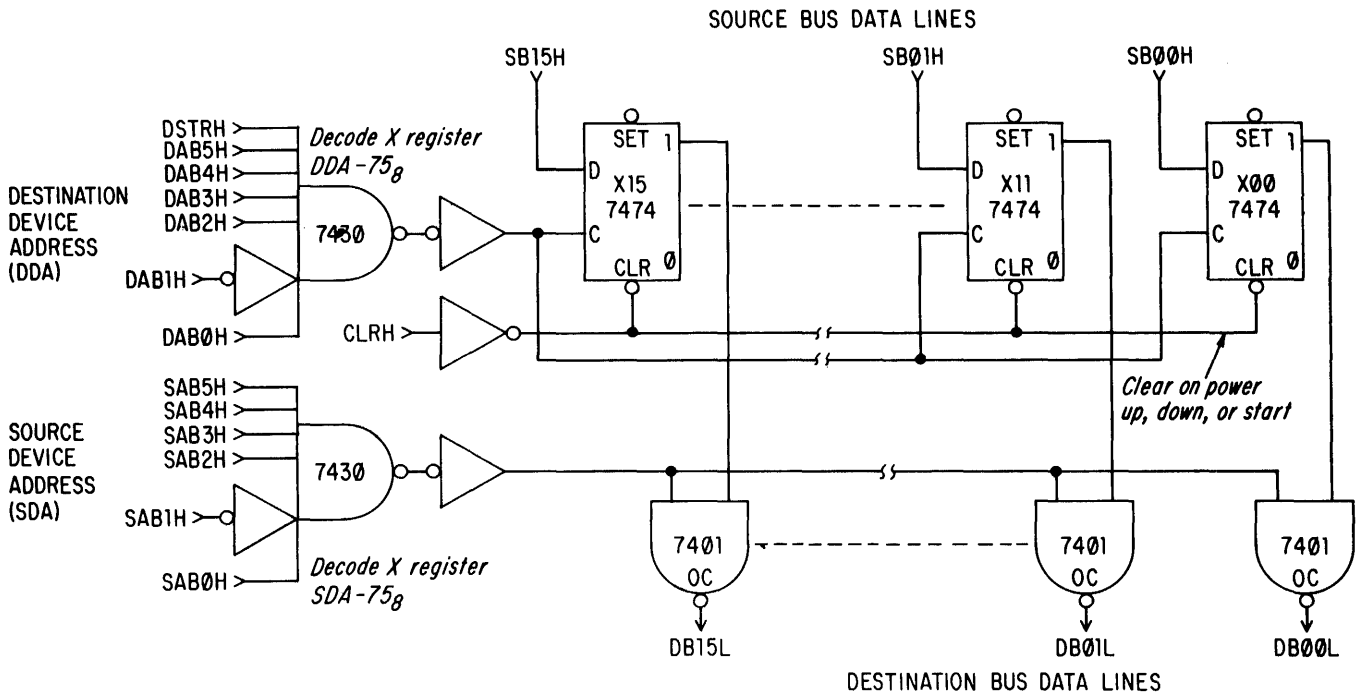 SOURCE BUS DATA LINES
SB15H
SB01H
SB00H
DESTINATION
DEVICE
ADDRESS
(DDA)
DSTRH
DAB5H
DAB4H
DAB3H
DAB2H
DAB1H
DAB0H
Decode X register
DDA-75₈
7430
CLRH
SET 1
D
X15
7474
C
CLR 0
SET 1
D
X11
7474
C
CLR 0
SET 1
D
X00
7474
C
CLR 0
Clear on power
up, down, or start
SOURCE
DEVICE
ADDRESS
(SDA)
SAB5H
SAB4H
SAB3H
SAB2H
SAB1H
SAB0H
7430
Decode X register
SDA-75₈
7401
OC
7401
OC
7401
OC
DB15L
DB01L
DB00L
DESTINATION BUS DATA LINES